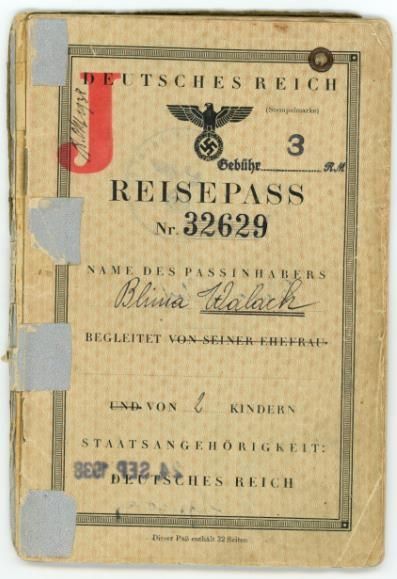 DEUTSCHES REICH
J
(Stempelmarke)
Gebühr 3 R.M.
REISEPASS
Nr. 32629
NAME DES PASSINHABERS
Blima Walach
BEGLEITET VON SEINER EHEFRAU
UND VON 2 KINDERN
STAATSANGEHÖRIGKEIT:
24 SEP 1938
DEUTSCHES REICH
Dieser Paß enthält 32 Seiten